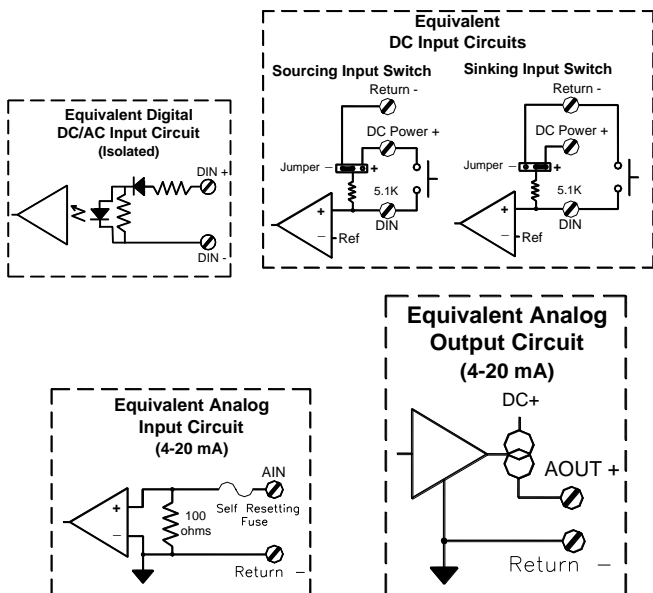 Equivalent
DC Input Circuits
Sourcing Input Switch
Sinking Input Switch
Return -
DC Power +
Jumper – +
5.1K
+
–
Ref
DIN
Return -
DC Power +
Jumper – +
5.1K
+
–
Ref
DIN
Equivalent Digital
DC/AC Input Circuit
(Isolated)
DIN +
DIN -
Equivalent Analog
Output Circuit
(4-20 mA)
DC+
AOUT +
Return –
Equivalent Analog
Input Circuit
(4-20 mA)
AIN
+
–
100
ohms
Self Resetting
Fuse
Return –